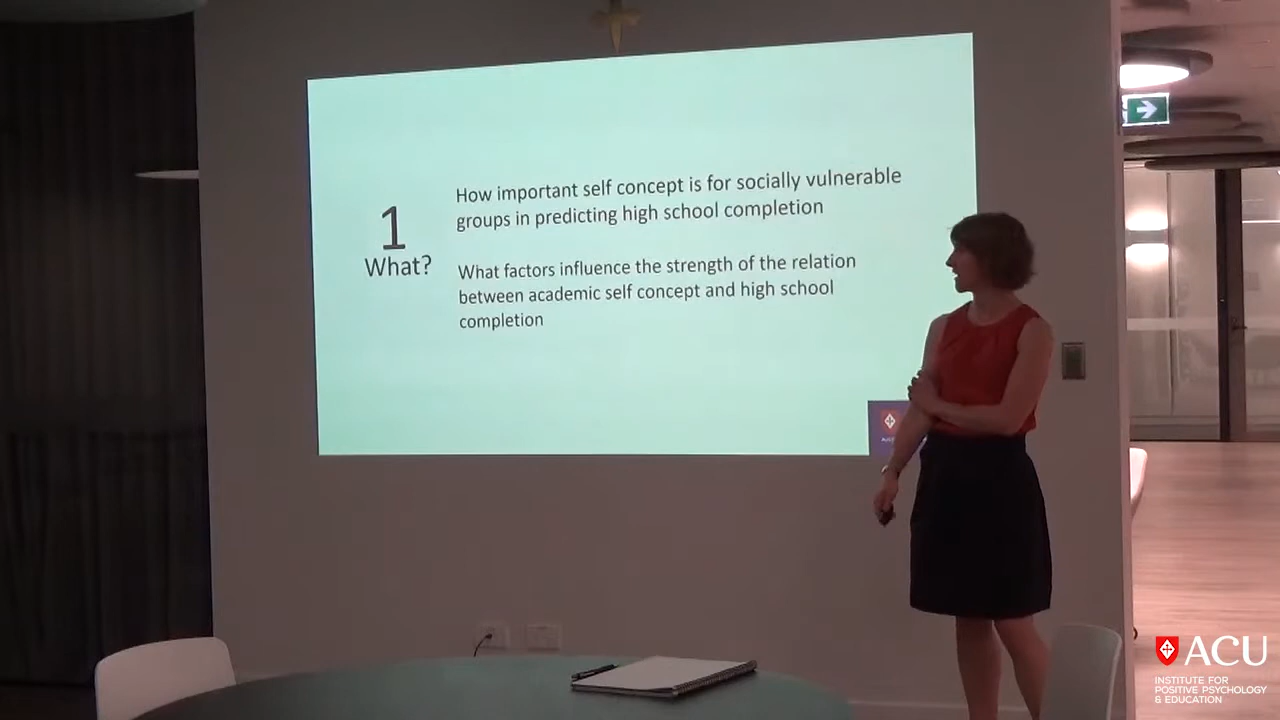 1
What?
How important self concept is for socially vulnerable
groups in predicting high school completion
What factors influence the strength of the relation
between academic self concept and high school
completion
ACU
INSTITUTE FOR
POSITIVE PSYCHOLOGY
& EDUCATION